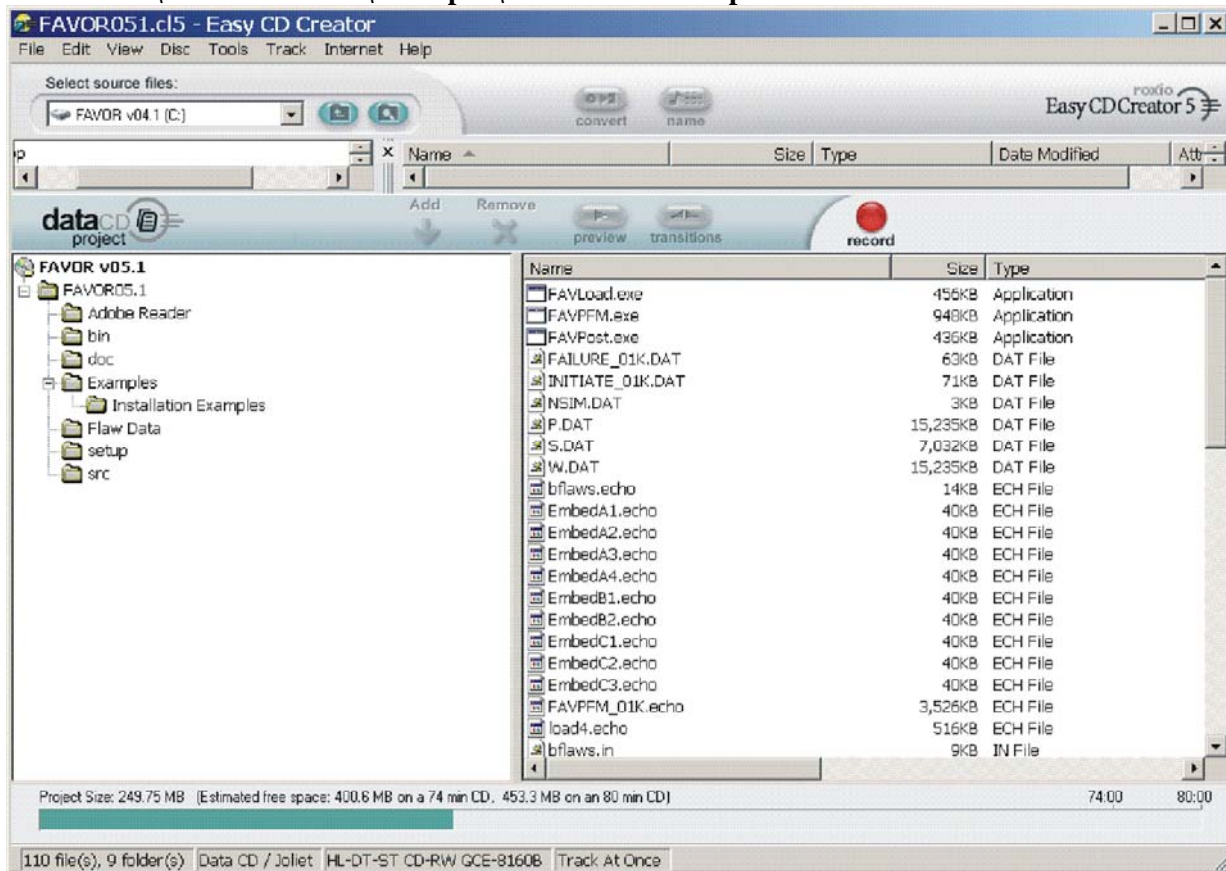 FAVOR051.cl5 - Easy CD Creator
File Edit View Disc Tools Track Internet Help
Select source files:
FAVOR v04.1 (C:)
convert name
roxio
Easy CD Creator 5
p
Name Size Type Date Modified Attr
data CD project
Add Remove preview transitions record
FAVOR v05.1
FAVOR05.1
Adobe Reader
bin
doc
Examples
Installation Examples
Flaw Data
setup
src
Name Size Type
FAVLoad.exe 456KB Application
FAVPFM.exe 948KB Application
FAVPost.exe 436KB Application
FAILURE_01K.DAT 63KB DAT File
INITIATE_01K.DAT 71KB DAT File
NSIM.DAT 3KB DAT File
P.DAT 15,235KB DAT File
S.DAT 7,032KB DAT File
W.DAT 15,235KB DAT File
bflaws.echo 14KB ECH File
EmbedA1.echo 40KB ECH File
EmbedA2.echo 40KB ECH File
EmbedA3.echo 40KB ECH File
EmbedA4.echo 40KB ECH File
EmbedB1.echo 40KB ECH File
EmbedB2.echo 40KB ECH File
EmbedC1.echo 40KB ECH File
EmbedC2.echo 40KB ECH File
EmbedC3.echo 40KB ECH File
FAVPFM_01K.echo 3,526KB ECH File
load4.echo 516KB ECH File
bflaws.in 9KB IN File
Project Size: 249.75 MB (Estimated free space: 400.6 MB on a 74 min CD, 453.3 MB on an 80 min CD)
74:00 80:00
110 file(s), 9 folder(s) Data CD / Joliet HL-DT-ST CD-RW GCE-8160B Track At Once